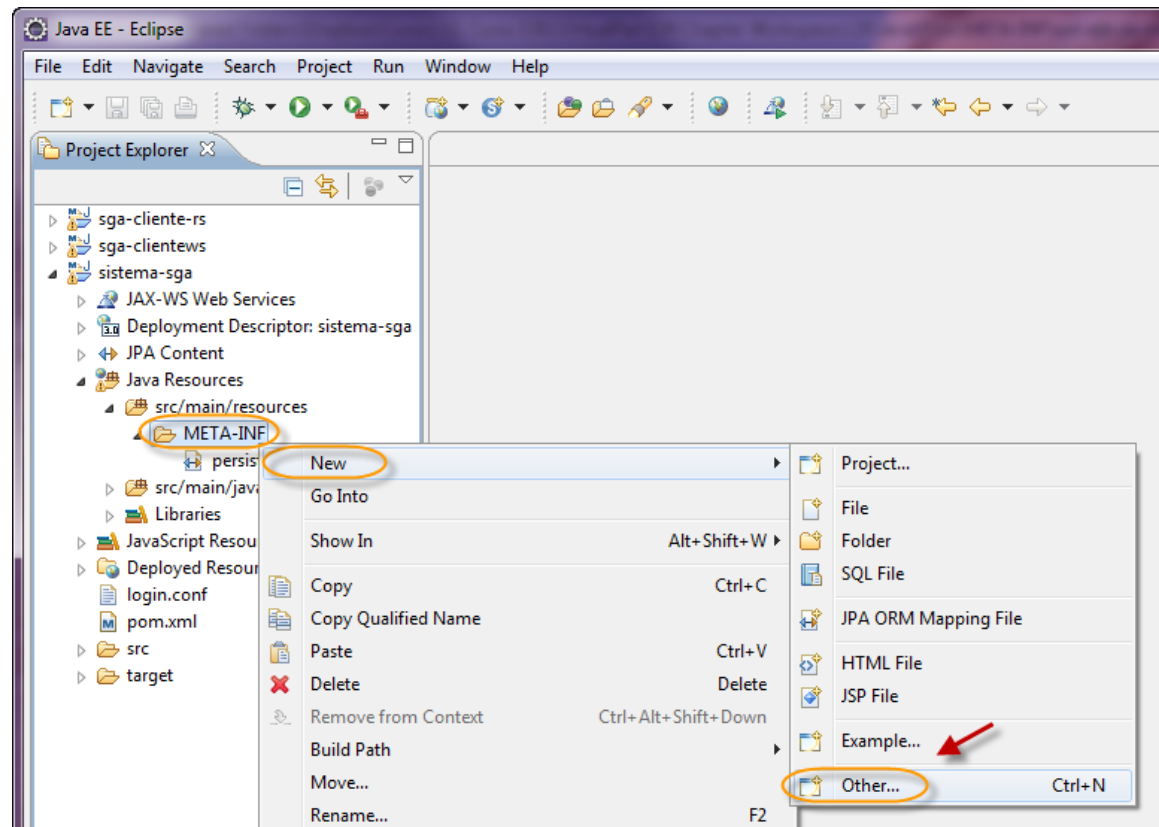 Java EE - Eclipse
File Edit Navigate Search Project Run Window Help
Project Explorer
sga-cliente-rs
sga-clientews
sistema-sga
JAX-WS Web Services
3.0 Deployment Descriptor: sistema-sga
JPA Content
Java Resources
src/main/resources
META-INF
persis
src/main/java
Libraries
JavaScript Resou
Deployed Resour
login.conf
pom.xml
src
target
New
Go Into
Show In Alt+Shift+W
Copy Ctrl+C
Copy Qualified Name
Paste Ctrl+V
Delete Delete
Remove from Context Ctrl+Alt+Shift+Down
Build Path
Move...
Rename... F2
Project...
File
Folder
SQL File
JPA ORM Mapping File
HTML File
JSP File
Example...
Other... Ctrl+N